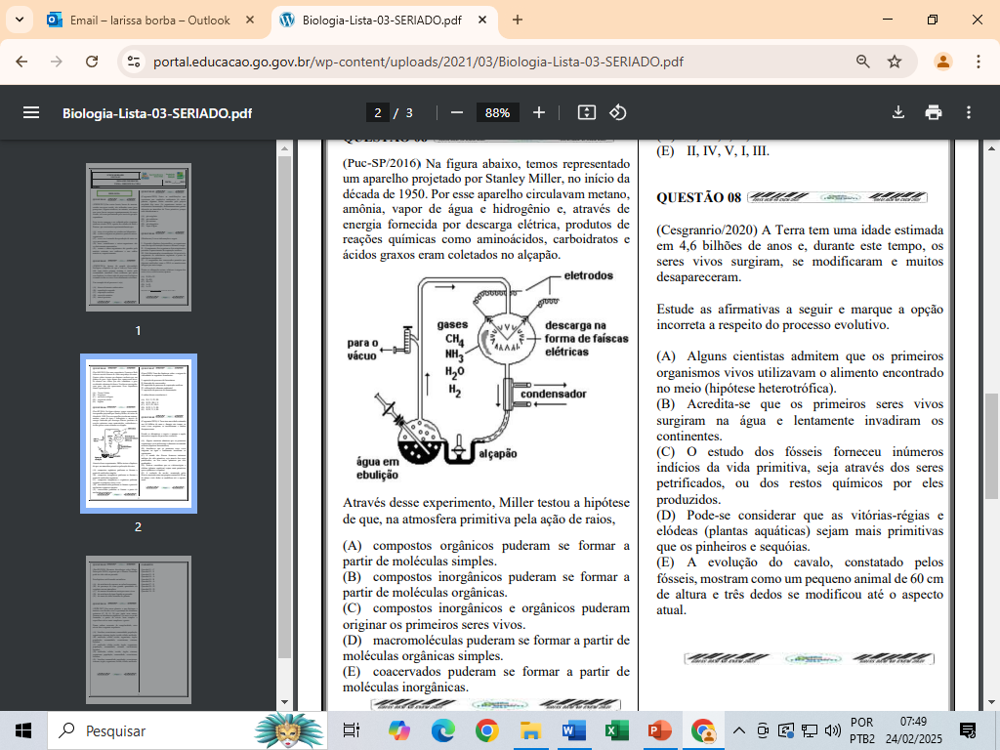 Email – larissa borba – Outlook
Biologia-Lista-03-SERIADO.pdf
portal.educacao.go.gov.br/wp-content/uploads/2021/03/Biologia-Lista-03-SERIADO.pdf
Biologia-Lista-03-SERIADO.pdf
2 / 3
88%
1
2
(Puc-SP/2016) Na figura abaixo, temos representado
um aparelho projetado por Stanley Miller, no início da
década de 1950. Por esse aparelho circulavam metano,
amônia, vapor de água e hidrogênio e, através de
energia fornecida por descarga elétrica, produtos de
reações químicas como aminoácidos, carboidratos e
ácidos graxos eram coletados no alçapão.
eletrodos
gases
CH4
NH3
H2O
H2
descarga na
forma de faíscas
elétricas
para o
vácuo
condensador
alçapão
água em
ebulição
Através desse experimento, Miller testou a hipótese
de que, na atmosfera primitiva pela ação de raios,
(A) compostos orgânicos puderam se formar a
partir de moléculas simples.
(B) compostos inorgânicos puderam se formar a
partir de moléculas orgânicas.
(C) compostos inorgânicos e orgânicos puderam
originar os primeiros seres vivos.
(D) macromoléculas puderam se formar a partir de
moléculas orgânicas simples.
(E) coacervados puderam se formar a partir de
moléculas inorgânicas.
(E) II, IV, V, I, III.
QUESTÃO 08
(Cesgranrio/2020) A Terra tem uma idade estimada
em 4,6 bilhões de anos e, durante este tempo, os
seres vivos surgiram, se modificaram e muitos
desapareceram.
Estude as afirmativas a seguir e marque a opção
incorreta a respeito do processo evolutivo.
(A) Alguns cientistas admitem que os primeiros
organismos vivos utilizavam o alimento encontrado
no meio (hipótese heterotrófica).
(B) Acredita-se que os primeiros seres vivos
surgiram na água e lentamente invadiram os
continentes.
(C) O estudo dos fósseis forneceu inúmeros
indícios da vida primitiva, seja através dos seres
petrificados, ou dos restos químicos por eles
produzidos.
(D) Pode-se considerar que as vitórias-régias e
elódeas (plantas aquáticas) sejam mais primitivas
que os pinheiros e sequóias.
(E) A evolução do cavalo, constatado pelos
fósseis, mostram como um pequeno animal de 60 cm
de altura e três dedos se modificou até o aspecto
atual.
Pesquisar
POR
PTB2
07:49
24/02/2025